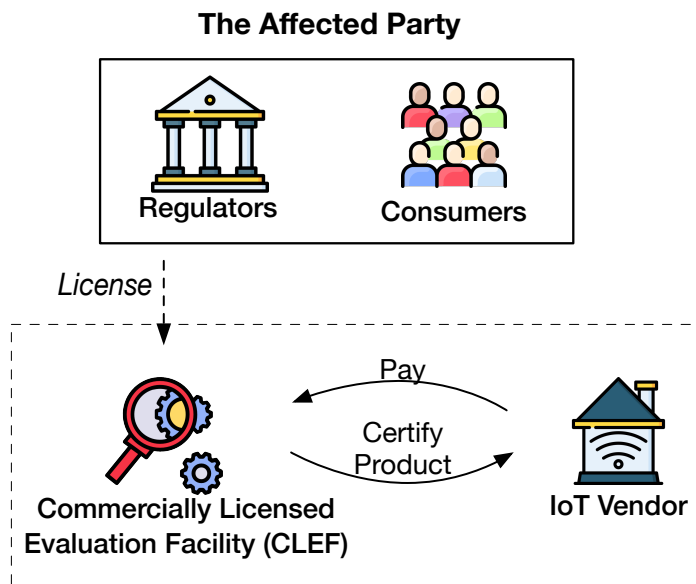 The Affected Party
Regulators
Consumers
License
Pay
Certify
Product
Commercially Licensed
Evaluation Facility (CLEF)
IoT Vendor